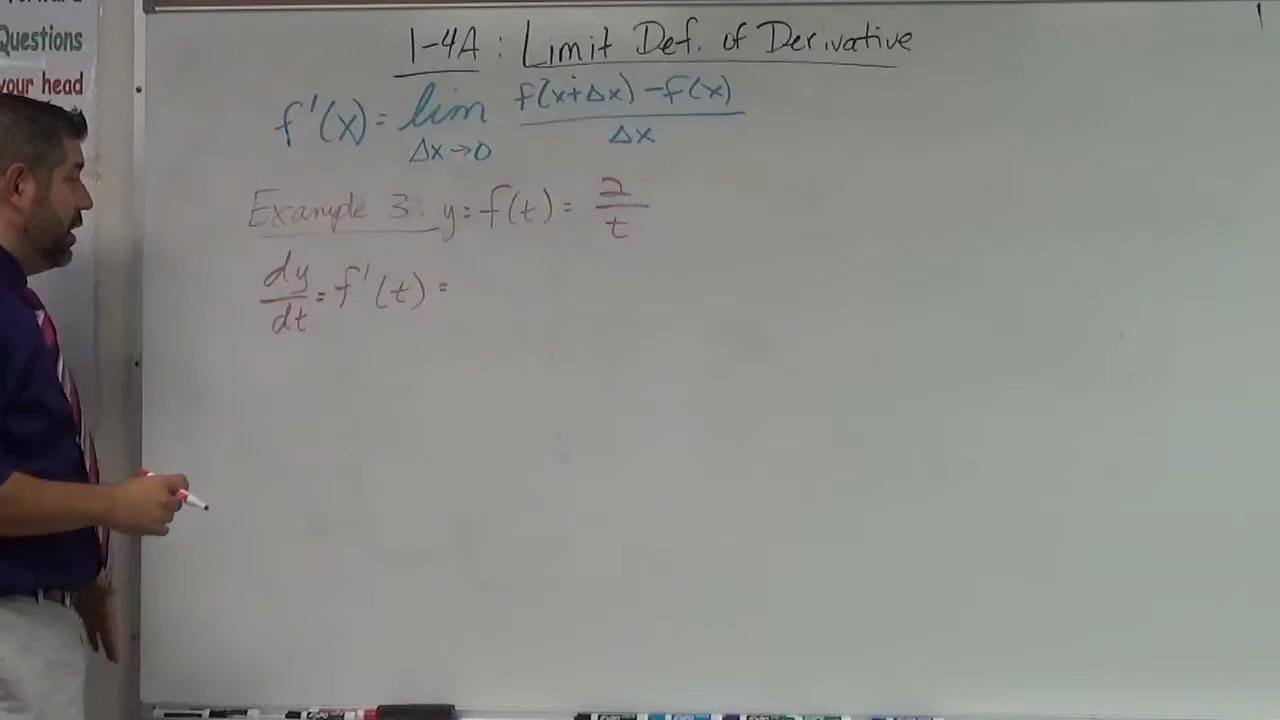 forward
Questions
your head
1-4A : Limit Def. of Derivative
f'(x) = lim Δx→0 f(x+Δx) - f(x) / Δx
Example 3: y = f(t) = 2/t
dy/dt = f'(t) =